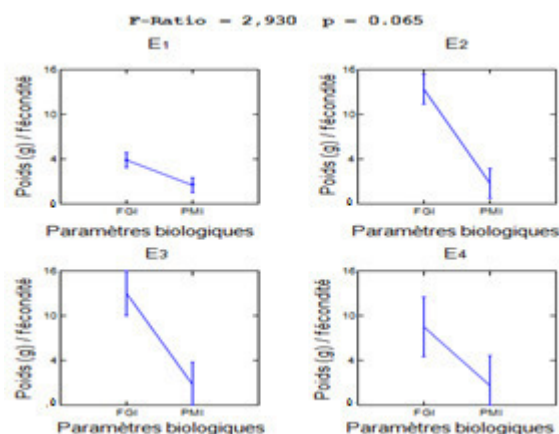 F-Ratio = 2,930 p = 0.065
E1
16
10
4
0
Poids (g) / fécondité
FGI PMI
Paramètres biologiques
E2
16
10
4
0
Poids (g) / fécondité
FGI PMI
Paramètres biologiques
E3
16
10
4
0
Poids (g) / fécondité
FGI PMI
Paramètres biologiques
E4
16
10
4
0
Poids (g) / fécondité
FGI PMI
Paramètres biologiques